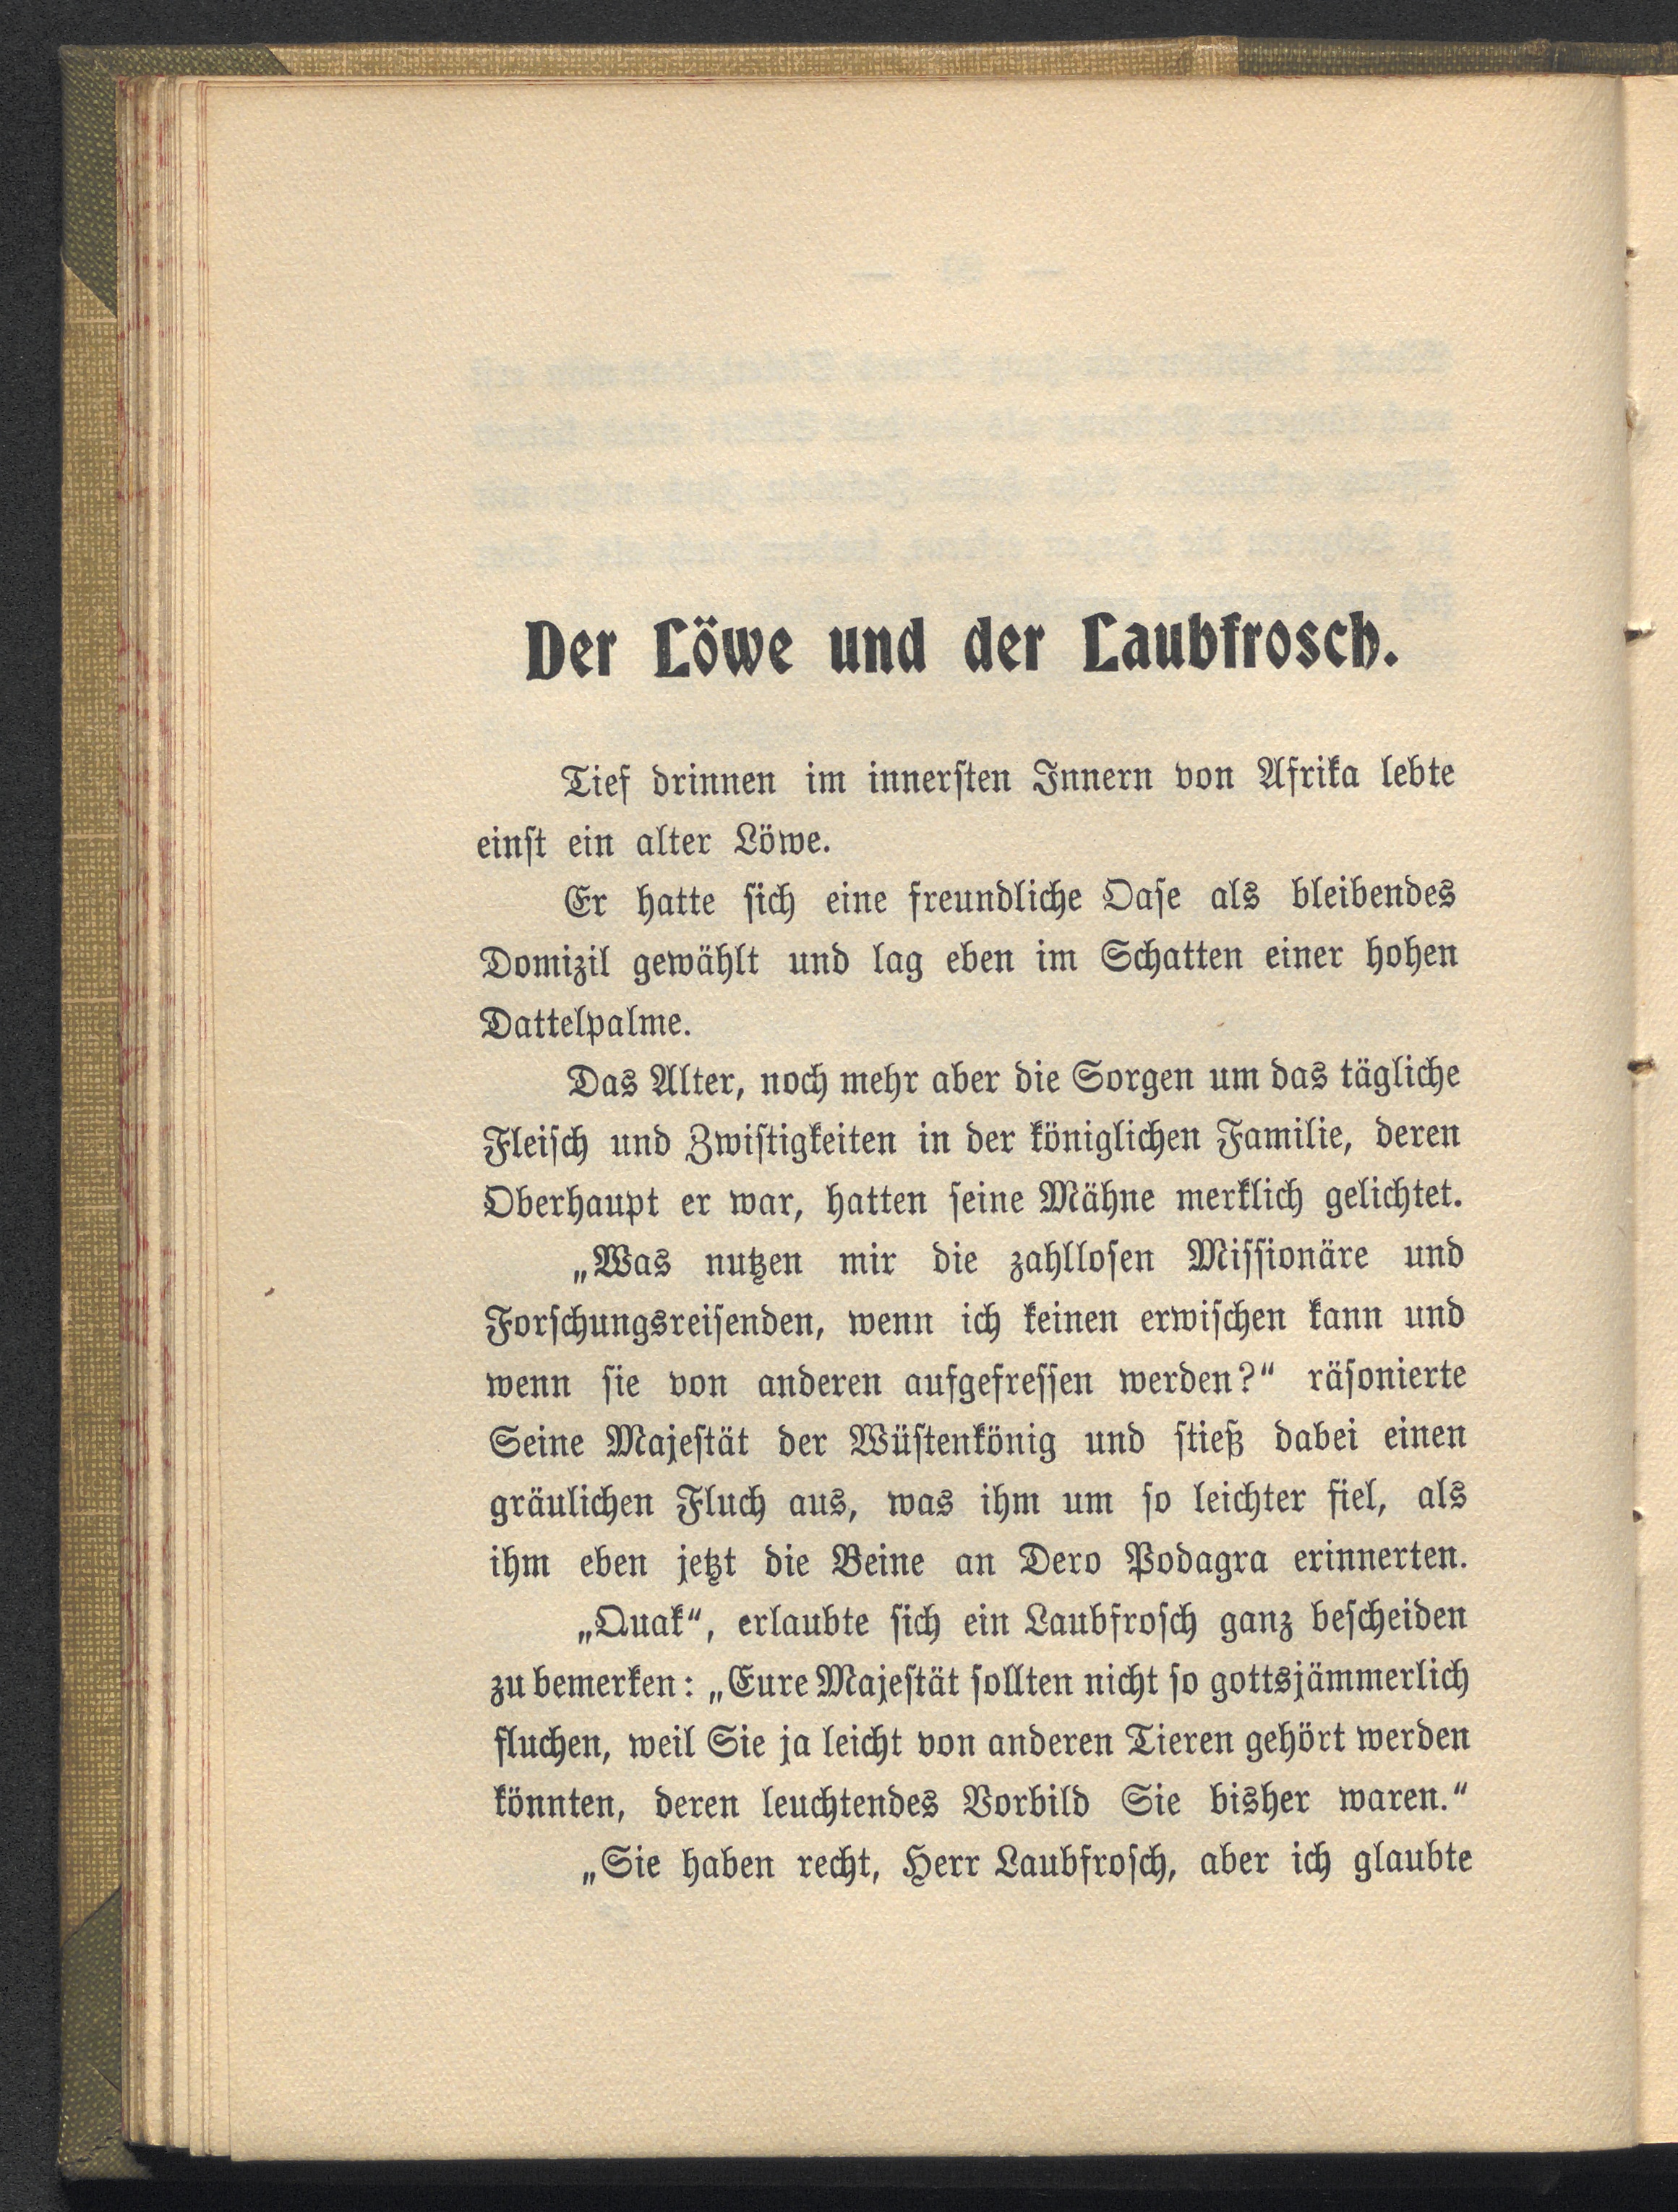 Der Löwe und der Laubfrosch.
Tief drinnen im innersten Innern von Afrika lebte
einst ein alter Löwe.
Er hatte sich eine freundliche Oase als bleibendes
Domizil gewählt und lag eben im Schatten einer hohen
Dattelpalme.
Das Alter, noch mehr aber die Sorgen um das tägliche
Fleisch und Zwistigkeiten in der königlichen Familie, deren
Oberhaupt er war, hatten seine Mähne merklich gelichtet.
„Was nutzen mir die zahllosen Missionäre und
Forschungsreisenden, wenn ich keinen erwischen kann und
wenn sie von anderen aufgefressen werden?“ räsonierte
Seine Majestät der Wüstenkönig und stieß dabei einen
gräulichen Fluch aus, was ihm um so leichter fiel, als
ihm eben jetzt die Beine an Dero Podagra erinnerten.
„Quak“, erlaubte sich ein Laubfrosch ganz bescheiden
zu bemerken: „Eure Majestät sollten nicht so gottsjämmerlich
fluchen, weil Sie ja leicht von anderen Tieren gehört werden
könnten, deren leuchtendes Vorbild Sie bisher waren.“
„Sie haben recht, Herr Laubfrosch, aber ich glaubte